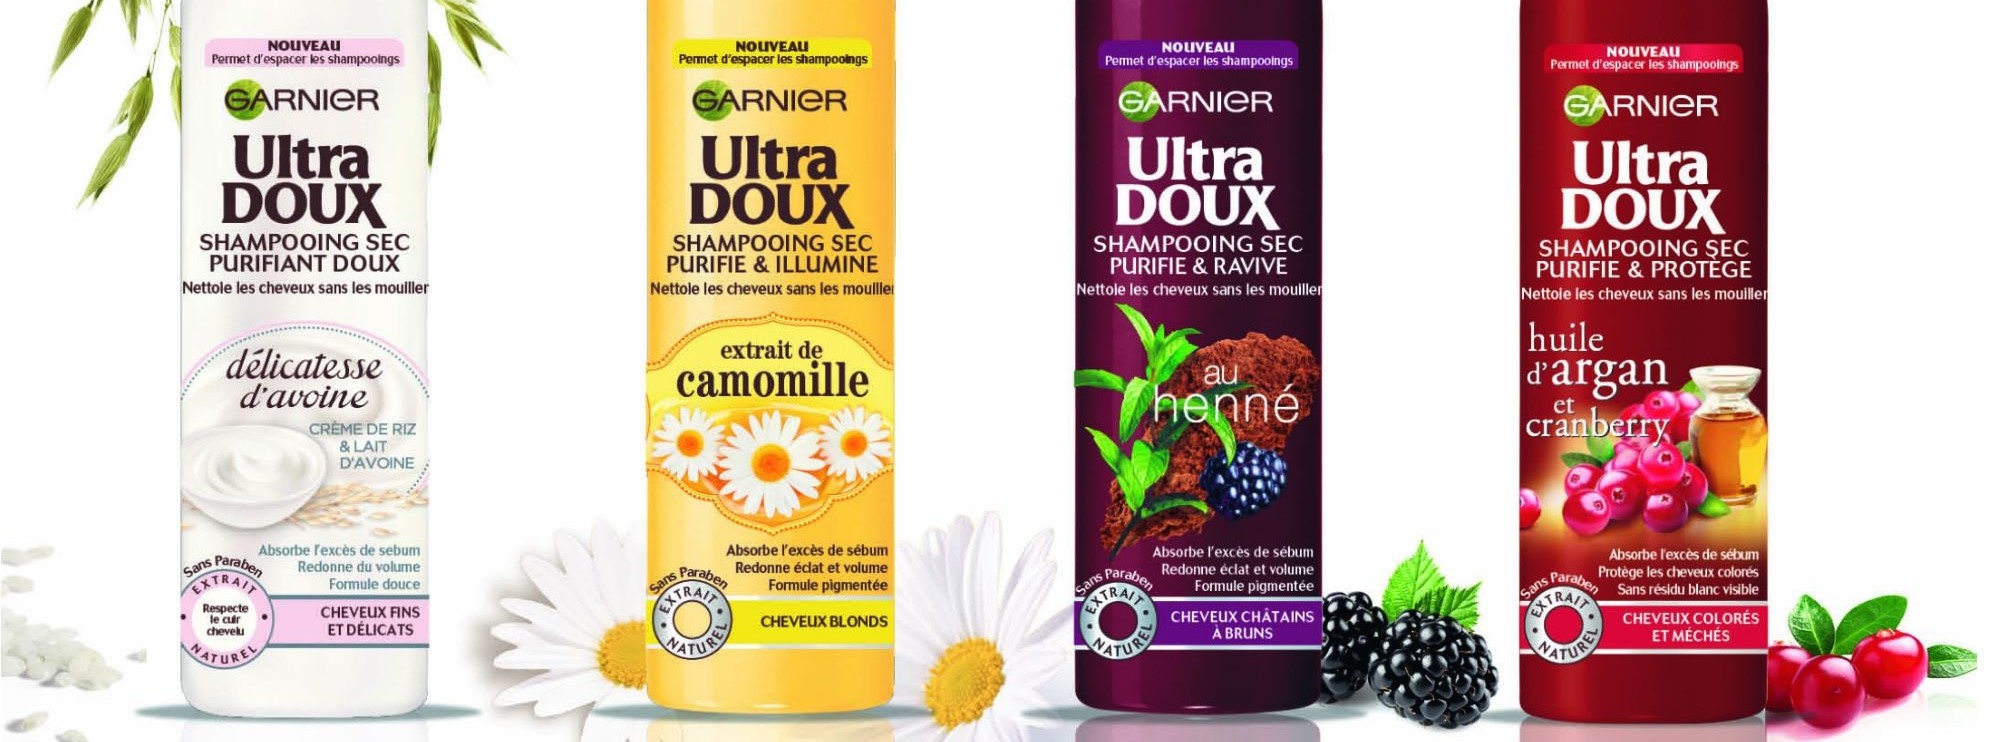 NOUVEAU
Permet d'espacer les shampooings
GARNIER
Ultra
DOUX
SHAMPOOING SEC
PURIFIANT DOUX
Nettoie les cheveux sans les mouiller
délicatesse
d'avoine
CRÈME DE RIZ
& LAIT
D'AVOINE
Absorbe l'excès de sebum
Redonne du volume
Formule douce
Sans Paraben
EXTRAIT
Respecte
le cuir
chevelu
NATUREL
CHEVEUX FINS
ET DÉLICATS
NOUVEAU
Permet d'espacer les shampooings
GARNIER
Ultra
DOUX
SHAMPOOING SEC
PURIFIE & ILLUMINE
Nettoie les cheveux sans les mouiller
extrait de
camomille
Absorbe l'excès de sébum
Redonne éclat et volume
Formule pigmentée
Sans Paraben
EXTRAIT
NATUREL
CHEVEUX BLONDS
NOUVEAU
Permet d'espacer les shampooings
GARNIER
Ultra
DOUX
SHAMPOOING SEC
PURIFIE & RAVIVE
Nettoie les cheveux sans les mouiller
au
henné
Absorbe l'excès de sébum
Redonne éclat et volume
Formule pigmentée
Sans Paraben
EXTRAIT
NATUREL
CHEVEUX CHÂTAINS
À BRUNS
NOUVEAU
Permet d'espacer les shampooings
GARNIER
Ultra
DOUX
SHAMPOOING SEC
PURIFIE & PROTÈGE
Nettoie les cheveux sans les mouiller
huile
d'argan
et
cranberry
Absorbe l'excès de sébum
Protège les cheveux colorés
Sans résidu blanc visible
Sans Paraben
EXTRAIT
NATUREL
CHEVEUX COLORÉS
ET MÉCHÉS